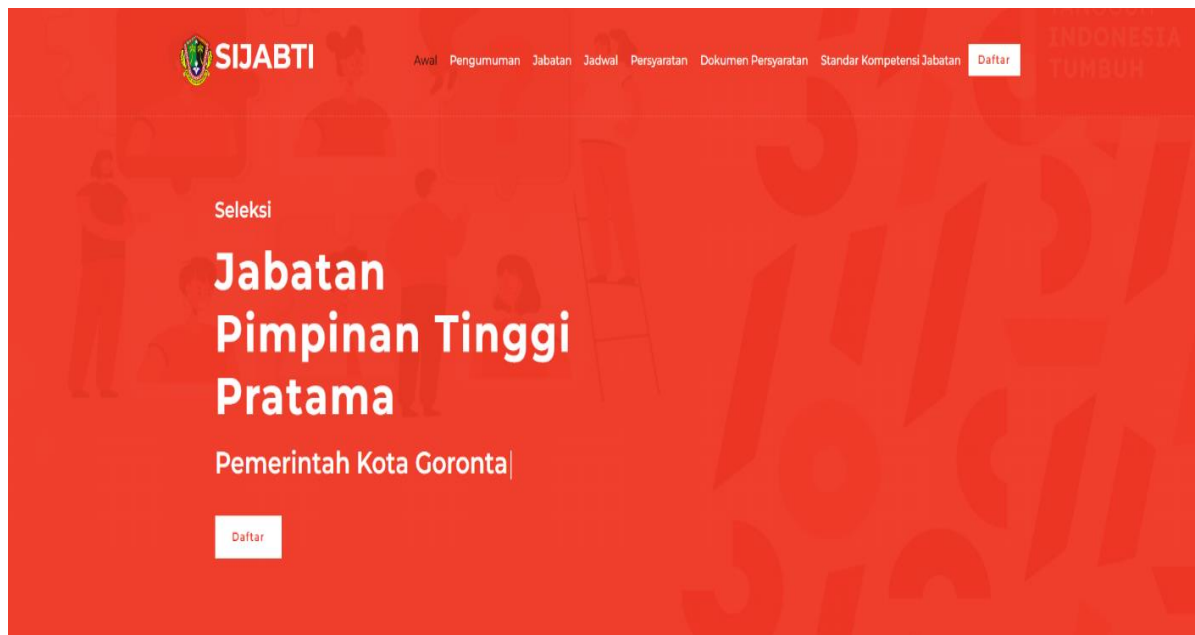 SIJABTI
Awal Pengumuman Jabatan Jadwal Persyaratan Dokumen Persyaratan Standar Kompetensi Jabatan Daftar
INDONESIA
TUMBUH
Seleksi
Jabatan
Pimpinan Tinggi
Pratama
Pemerintah Kota Goronta|
Daftar